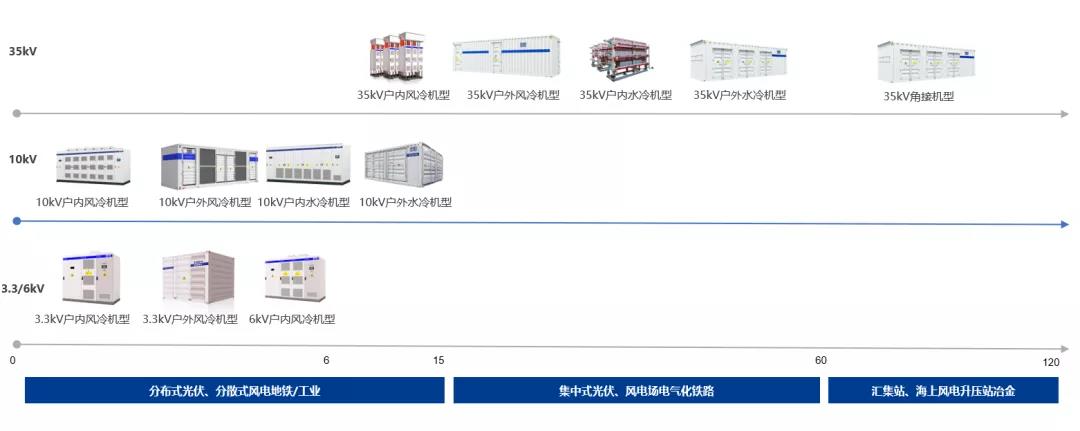 35kV
35kV户内风冷机型
35kV户外风冷机型
35kV户内水冷机型
35kV户外水冷机型
35kV角接机型
10kV
10kV户内风冷机型
10kV户外风冷机型
10kV户内水冷机型
10kV户外水冷机型
3.3/6kV
3.3kV户内风冷机型
3.3kV户外风冷机型
6kV户内风冷机型
0
6
15
60
120
分布式光伏、分散式风电地铁/工业
集中式光伏、风电场电气化铁路
汇集站、海上风电升压站冶金